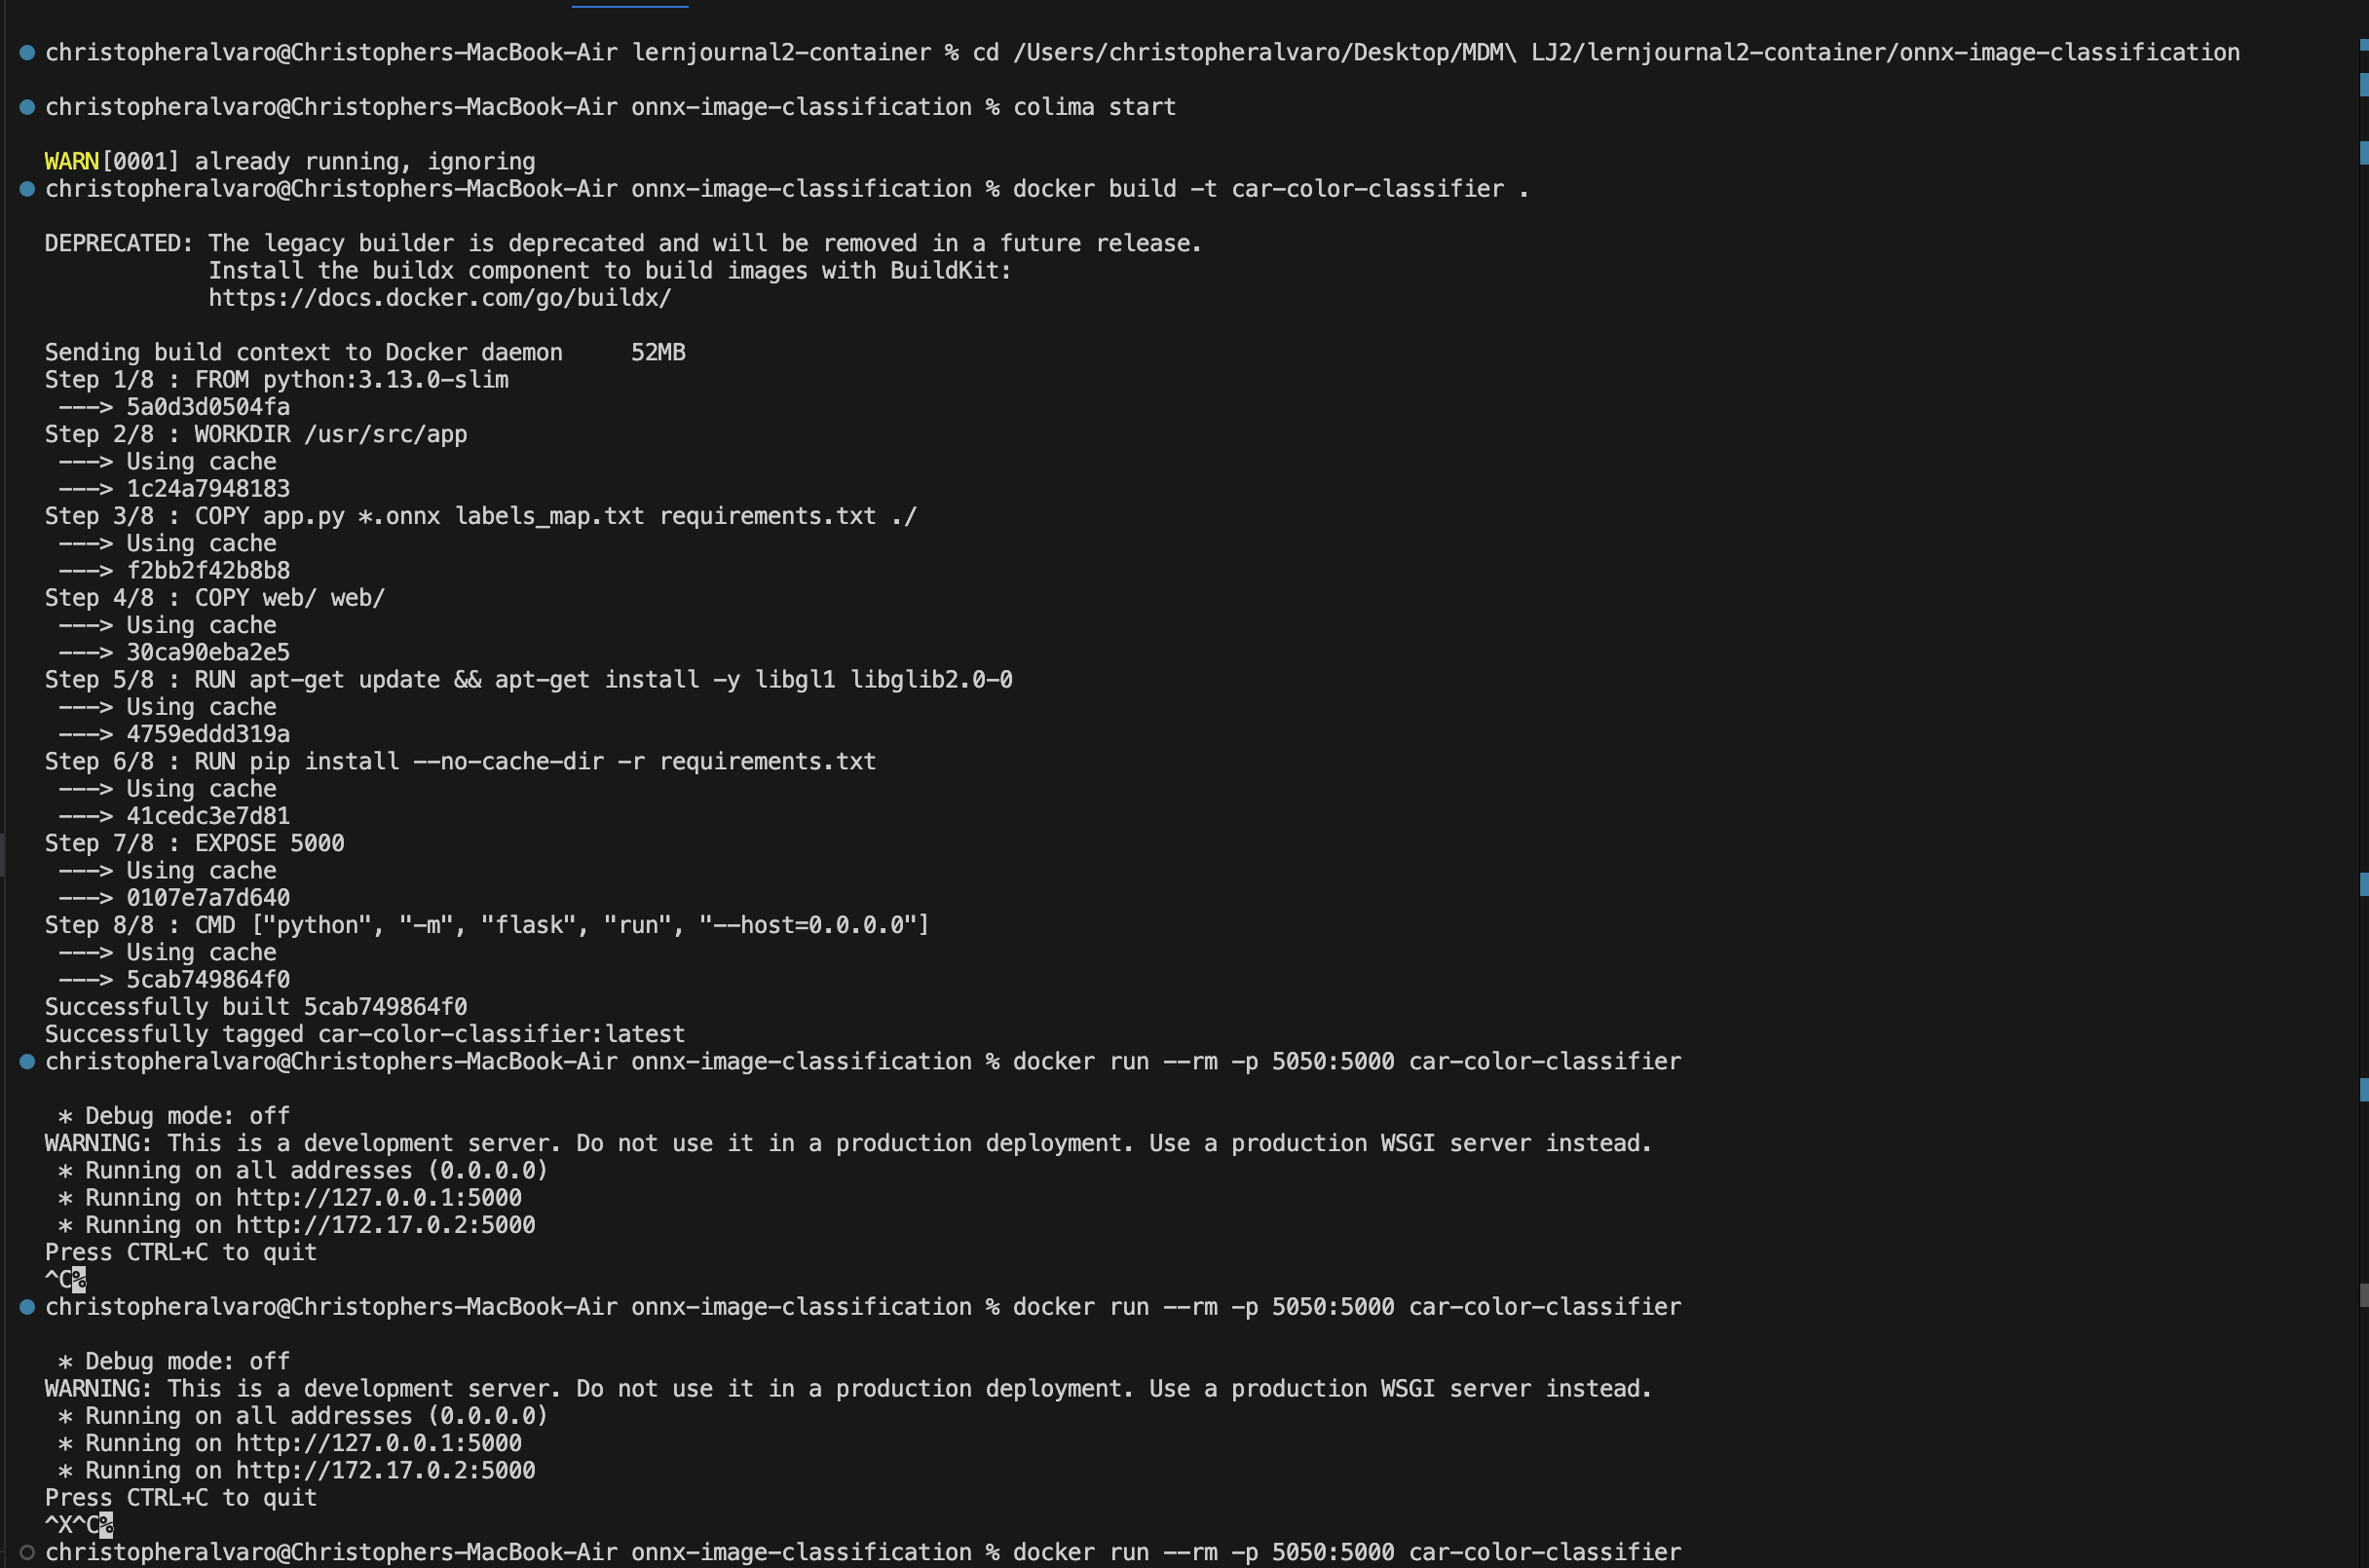 christopheralvaro@Christophers-MacBook-Air lernjournal2-container % cd /Users/christopheralvaro/Desktop/MDM\ LJ2/lernjournal2-container/onnx-image-classification
christopheralvaro@Christophers-MacBook-Air onnx-image-classification % colima start
WARN[0001] already running, ignoring
christopheralvaro@Christophers-MacBook-Air onnx-image-classification % docker build -t car-color-classifier .
DEPRECATED: The legacy builder is deprecated and will be removed in a future release.
            Install the buildx component to build images with BuildKit:
            https://docs.docker.com/go/buildx/
Sending build context to Docker daemon     52MB
Step 1/8 : FROM python:3.13.0-slim
 ---> 5a0d3d0504fa
Step 2/8 : WORKDIR /usr/src/app
 ---> Using cache
 ---> 1c24a7948183
Step 3/8 : COPY app.py *.onnx labels_map.txt requirements.txt ./
 ---> Using cache
 ---> f2bb2f42b8b8
Step 4/8 : COPY web/ web/
 ---> Using cache
 ---> 30ca90eba2e5
Step 5/8 : RUN apt-get update && apt-get install -y libgl1 libglib2.0-0
 ---> Using cache
 ---> 4759eddd319a
Step 6/8 : RUN pip install --no-cache-dir -r requirements.txt
 ---> Using cache
 ---> 41cedc3e7d81
Step 7/8 : EXPOSE 5000
 ---> Using cache
 ---> 0107e7a7d640
Step 8/8 : CMD ["python", "-m", "flask", "run", "--host=0.0.0.0"]
 ---> Using cache
 ---> 5cab749864f0
Successfully built 5cab749864f0
Successfully tagged car-color-classifier:latest
christopheralvaro@Christophers-MacBook-Air onnx-image-classification % docker run --rm -p 5050:5000 car-color-classifier
 * Debug mode: off
WARNING: This is a development server. Do not use it in a production deployment. Use a production WSGI server instead.
 * Running on all addresses (0.0.0.0)
 * Running on http://127.0.0.1:5000
 * Running on http://172.17.0.2:5000
Press CTRL+C to quit
^C%
christopheralvaro@Christophers-MacBook-Air onnx-image-classification % docker run --rm -p 5050:5000 car-color-classifier
 * Debug mode: off
WARNING: This is a development server. Do not use it in a production deployment. Use a production WSGI server instead.
 * Running on all addresses (0.0.0.0)
 * Running on http://127.0.0.1:5000
 * Running on http://172.17.0.2:5000
Press CTRL+C to quit
^X^C%
christopheralvaro@Christophers-MacBook-Air onnx-image-classification % docker run --rm -p 5050:5000 car-color-classifier